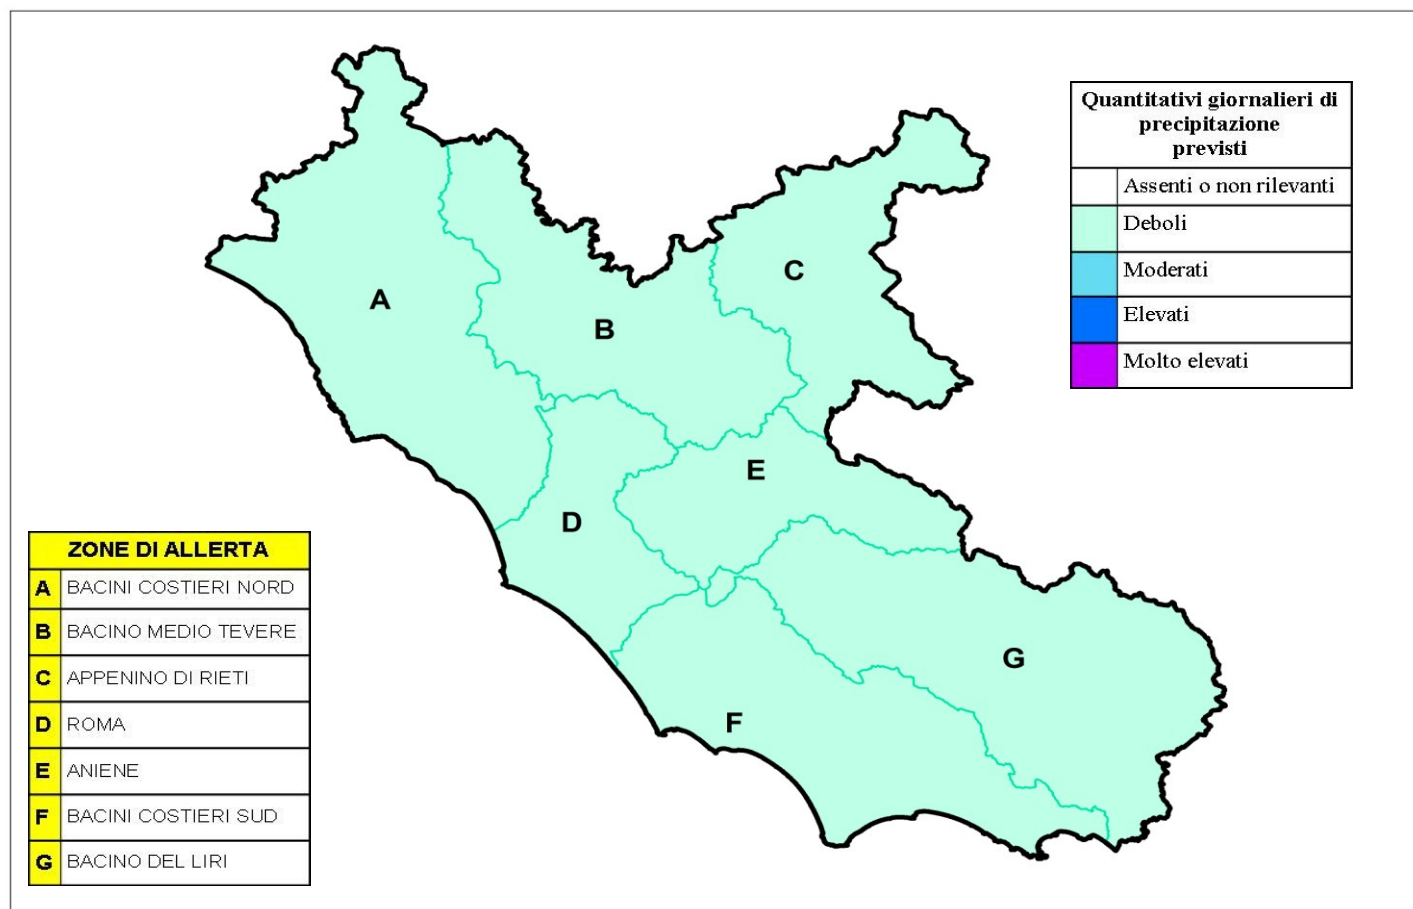 Quantitativi giornalieri di
precipitazione
previsti
Assenti o non rilevanti
Deboli
Moderati
Elevati
Molto elevati
A
B
C
D
E
F
G
ZONE DI ALLERTA
A BACINI COSTIERI NORD
B BACINO MEDIO TEVERE
C APPENINO DI RIETI
D ROMA
E ANIENE
F BACINI COSTIERI SUD
G BACINO DEL LIRI